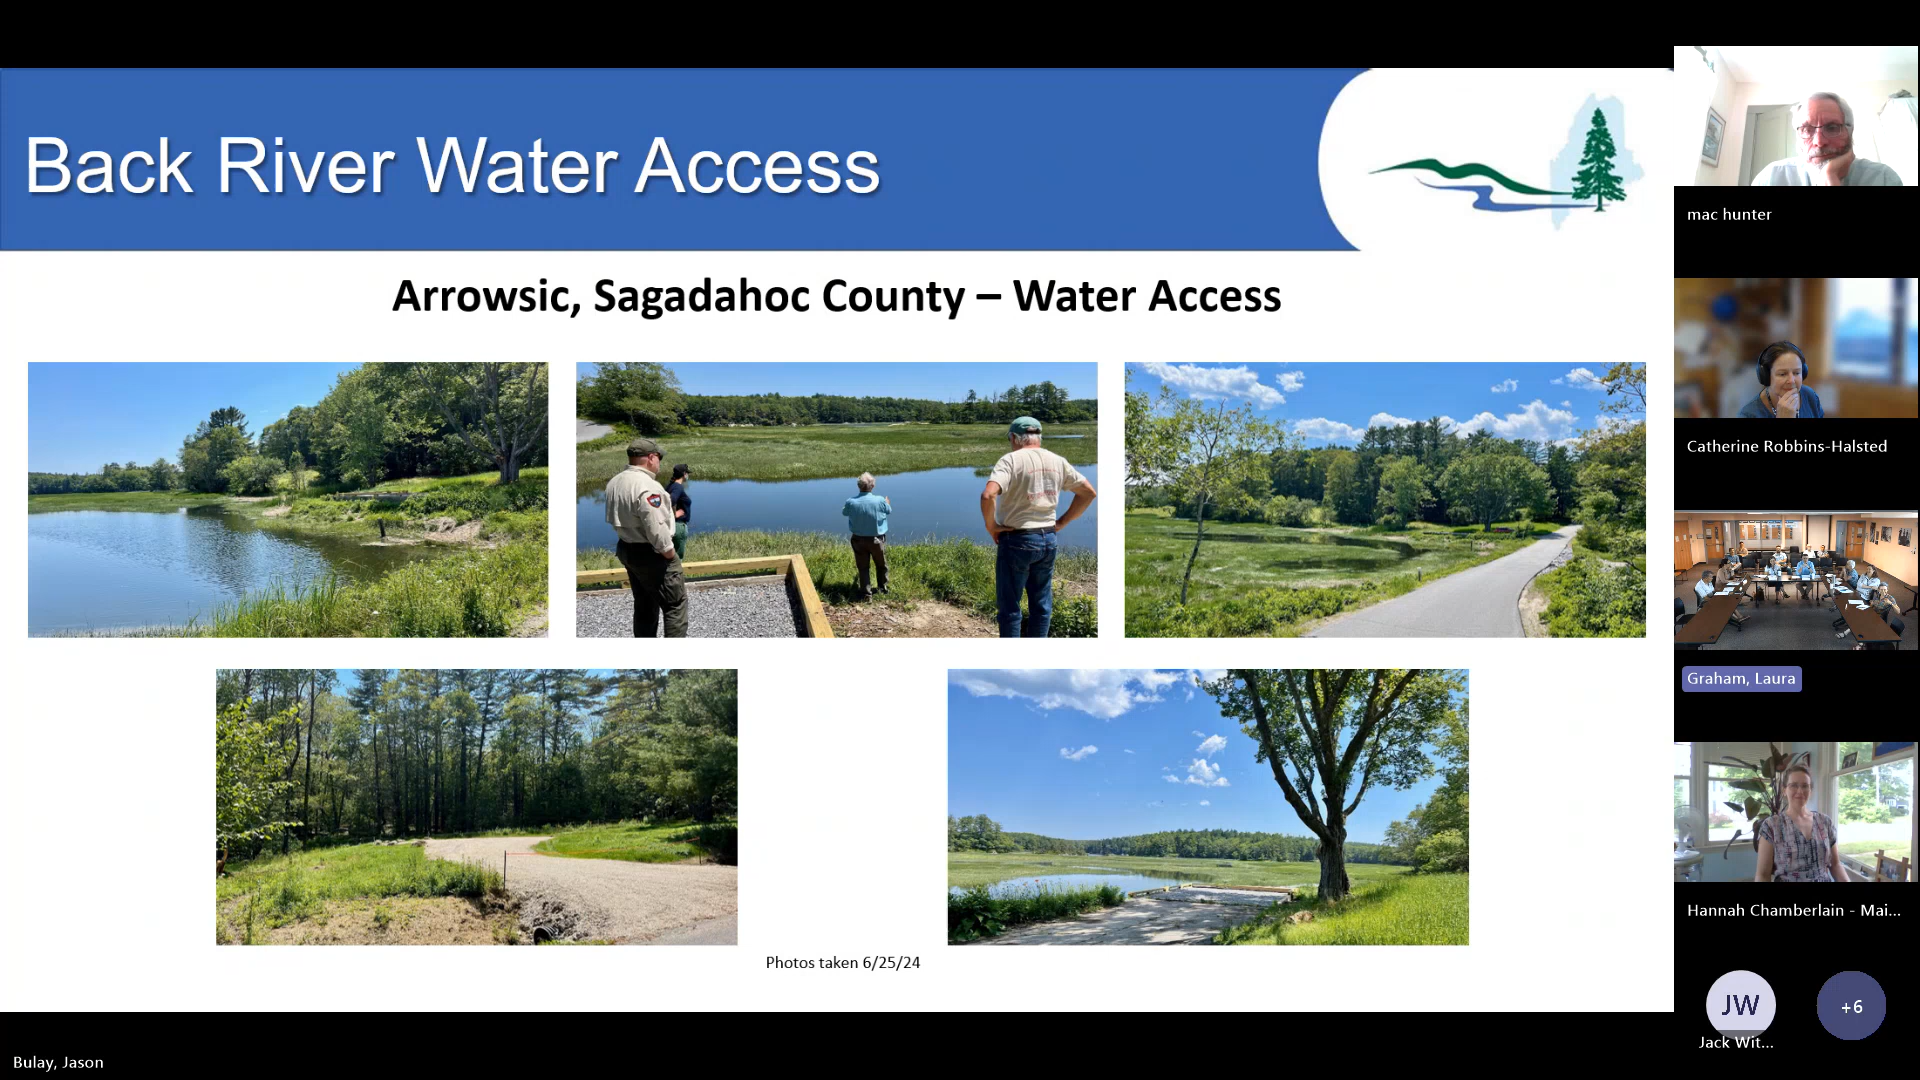 Back River Water Access
Arrowsic, Sagadahoc County – Water Access
Photos taken 6/25/24
mac hunter
Catherine Robbins-Halsted
Graham, Laura
Hannah Chamberlain - Mai...
JW
+6
Jack Wit...
Bulay, Jason